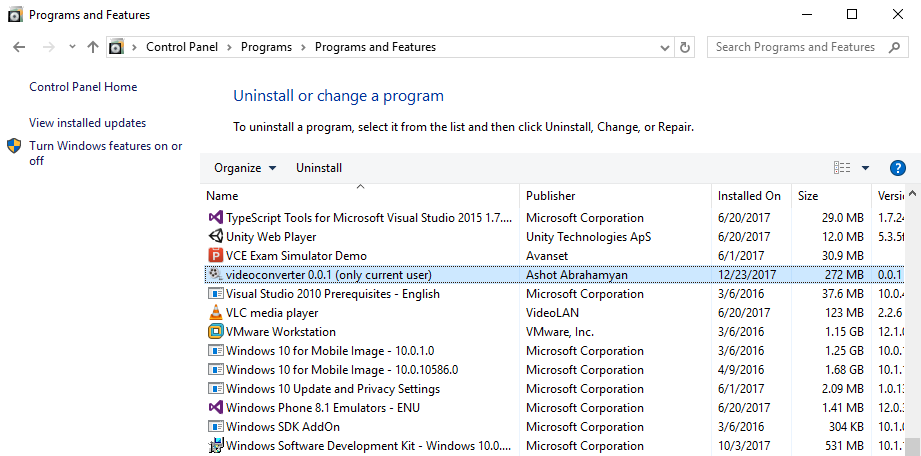 Programs and Features
Control Panel Programs Programs and Features Search Programs and Features
Control Panel Home
View installed updates
Turn Windows features on or
off
Uninstall or change a program
To uninstall a program, select it from the list and then click Uninstall, Change, or Repair.
Organize Uninstall
Name Publisher Installed On Size Versi
TypeScript Tools for Microsoft Visual Studio 2015 1.7.... Microsoft Corporation 6/20/2017 29.0 MB 1.7.24
Unity Web Player Unity Technologies ApS 6/20/2017 12.0 MB 5.3.5f
VCE Exam Simulator Demo Avanset 6/1/2017 30.9 MB
videoconverter 0.0.1 (only current user) Ashot Abrahamyan 12/23/2017 272 MB 0.0.1
Visual Studio 2010 Prerequisites - English Microsoft Corporation 3/6/2016 37.6 MB 10.0.4
VLC media player VideoLAN 6/20/2017 123 MB 2.2.6
VMware Workstation VMware, Inc. 3/6/2016 1.15 GB 12.1.0
Windows 10 for Mobile Image - 10.0.1.0 Microsoft Corporation 3/6/2016 1.25 GB 10.0.1
Windows 10 for Mobile Image - 10.0.10586.0 Microsoft Corporation 4/9/2016 1.68 GB 10.1.1
Windows 10 Update and Privacy Settings Microsoft Corporation 6/1/2017 2.09 MB 1.0.13
Windows Phone 8.1 Emulators - ENU Microsoft Corporation 6/20/2017 1.41 MB 12.0.3
Windows SDK AddOn Microsoft Corporation 3/6/2016 304 KB 10.1.0
Windows Software Development Kit - Windows 10.0.... Microsoft Corporation 10/3/2017 531 MB 10.1.1